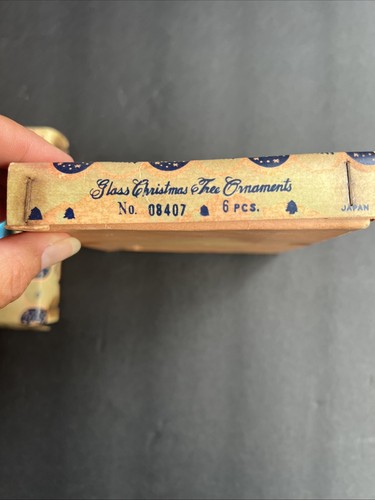 Glass Christmas Tree Ornaments
No. 08407 6 PCS.
JAPAN